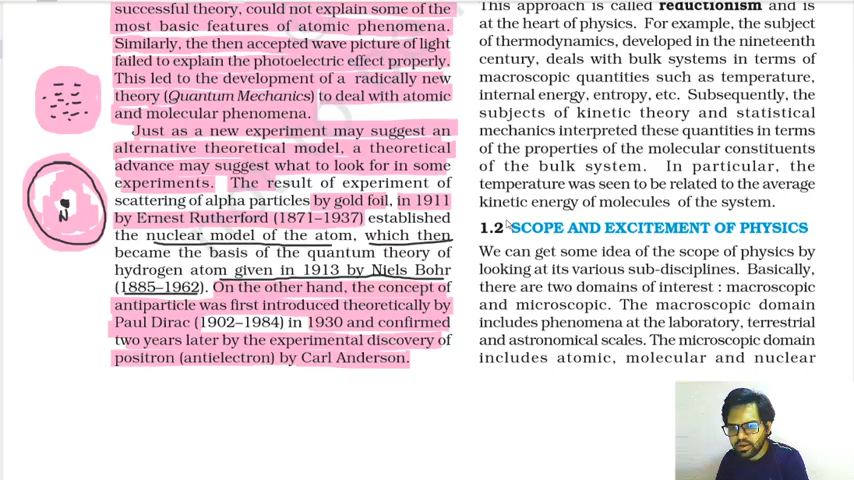 successful theory, could not explain some of the
most basic features of atomic phenomena.
Similarly, the then accepted wave picture of light
failed to explain the photoelectric effect properly.
This led to the development of a radically new
theory (Quantum Mechanics) to deal with atomic
and molecular phenomena.
Just as a new experiment may suggest an
alternative theoretical model, a theoretical
advance may suggest what to look for in some
experiments. The result of experiment of
scattering of alpha particles by gold foil, in 1911
by Ernest Rutherford (1871–1937) established
the nuclear model of the atom, which then
became the basis of the quantum theory of
hydrogen atom given in 1913 by Niels Bohr
(1885–1962). On the other hand, the concept of
antiparticle was first introduced theoretically by
Paul Dirac (1902–1984) in 1930 and confirmed
two years later by the experimental discovery of
positron (antielectron) by Carl Anderson.
N
This approach is called reductionism and is
at the heart of physics. For example, the subject
of thermodynamics, developed in the nineteenth
century, deals with bulk systems in terms of
macroscopic quantities such as temperature,
internal energy, entropy, etc. Subsequently, the
subjects of kinetic theory and statistical
mechanics interpreted these quantities in terms
of the properties of the molecular constituents
of the bulk system. In particular, the
temperature was seen to be related to the average
kinetic energy of molecules of the system.
1.2 SCOPE AND EXCITEMENT OF PHYSICS
We can get some idea of the scope of physics by
looking at its various sub-disciplines. Basically,
there are two domains of interest : macroscopic
and microscopic. The macroscopic domain
includes phenomena at the laboratory, terrestrial
and astronomical scales. The microscopic domain
includes atomic, molecular and nuclear